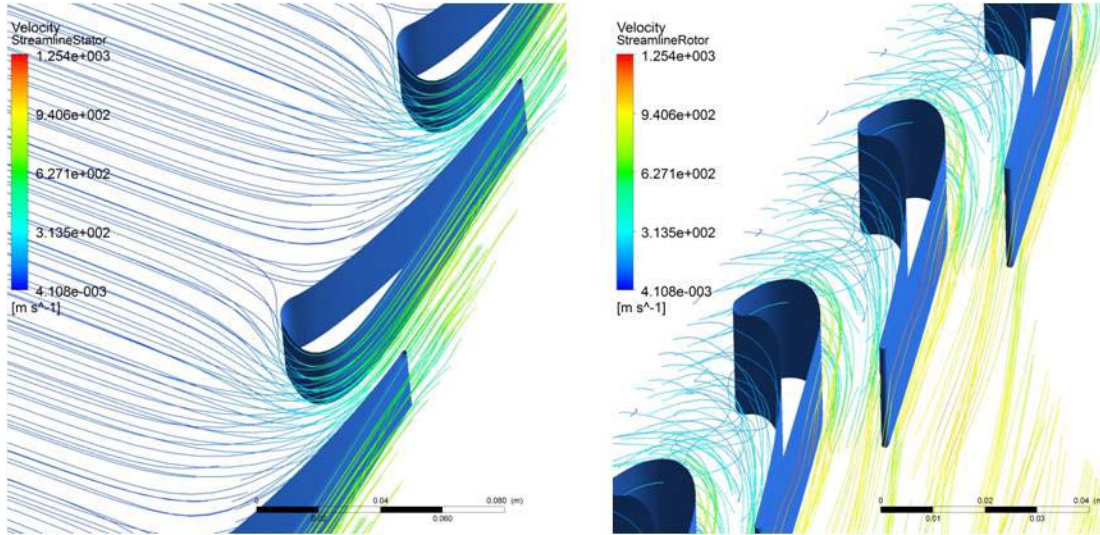 Velocity
StreamlineStator
1.254e+003
9.406e+002
6.271e+002
3.135e+002
4.108e-003
[m s^-1]
0 0.04 0.080 (m)
0.02 0.060
Velocity
StreamlineRotor
1.254e+003
9.406e+002
6.271e+002
3.135e+002
4.108e-003
[m s^-1]
0 0.02 0.04 (m
0.01 0.03